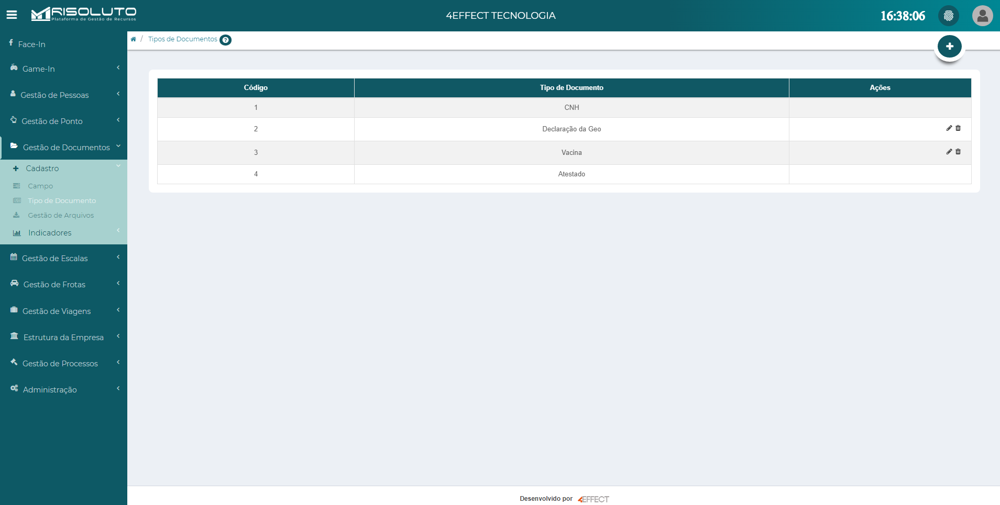 RISOLUTO
Plataforma de Gestão de Recursos
4EFFECT TECNOLOGIA
16:38:06
Face-In
Game-In
Gestão de Pessoas
Gestão de Ponto
Gestão de Documentos
Cadastro
Campo
Tipo de Documento
Gestão de Arquivos
Indicadores
Gestão de Escalas
Gestão de Frotas
Gestão de Viagens
Estrutura da Empresa
Gestão de Processos
Administração
/ Tipos de Documentos ?
Código Tipo de Documento Ações
1 CNH
2 Declaração da Geo
3 Vacina
4 Atestado
Desenvolvido por 4EFFECT